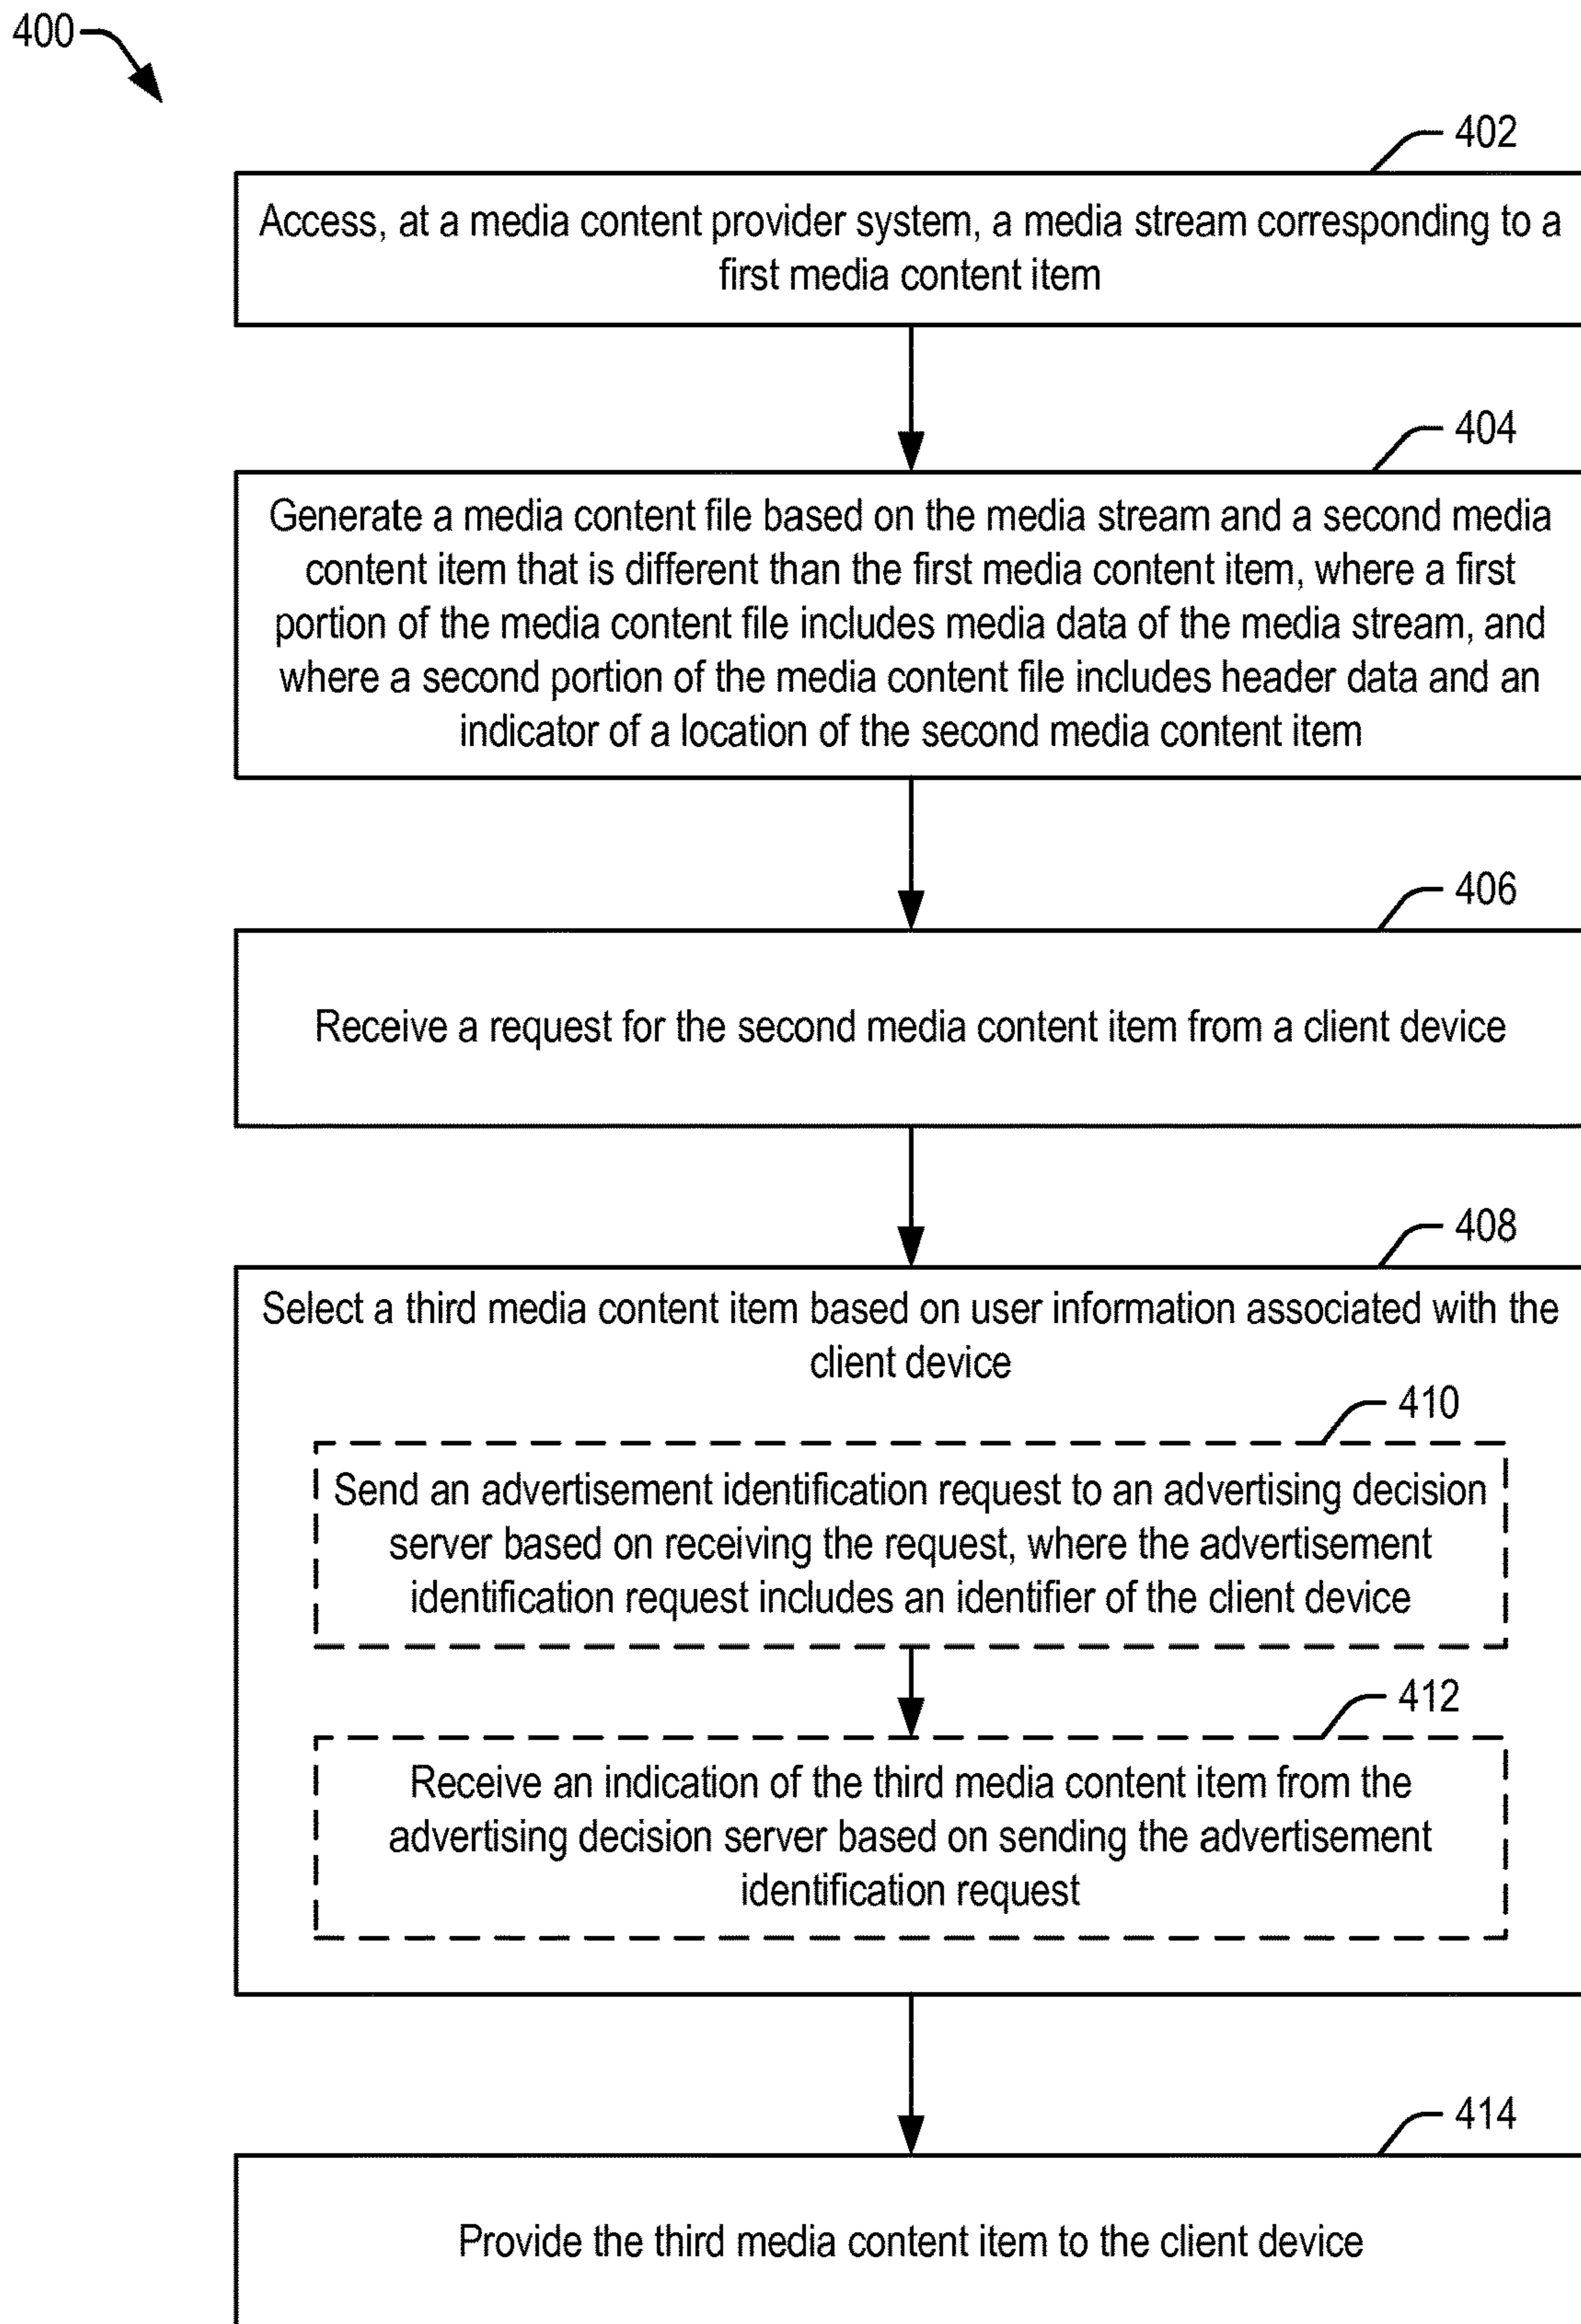 400
402
Access, at a media content provider system, a media stream corresponding to a
first media content item
404
Generate a media content file based on the media stream and a second media
content item that is different than the first media content item, where a first
portion of the media content file includes media data of the media stream, and
where a second portion of the media content file includes header data and an
indicator of a location of the second media content item
406
Receive a request for the second media content item from a client device
408
Select a third media content item based on user information associated with the
client device
410
Send an advertisement identification request to an advertising decision
server based on receiving the request, where the advertisement
identification request includes an identifier of the client device
412
Receive an indication of the third media content item from the
advertising decision server based on sending the advertisement
identification request
414
Provide the third media content item to the client device